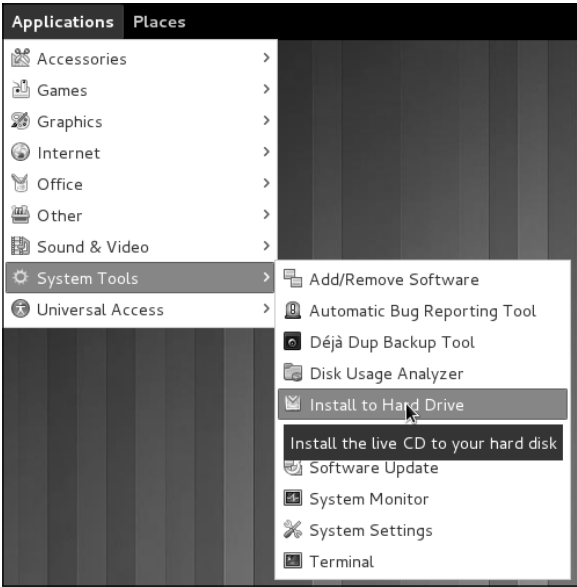 Applications Places
Accessories
Games
Graphics
Internet
Office
Other
Sound & Video
System Tools
Universal Access
Add/Remove Software
Automatic Bug Reporting Tool
Déjà Dup Backup Tool
Disk Usage Analyzer
Install to Hard Drive
Install the live CD to your hard disk
Software Update
System Monitor
System Settings
Terminal